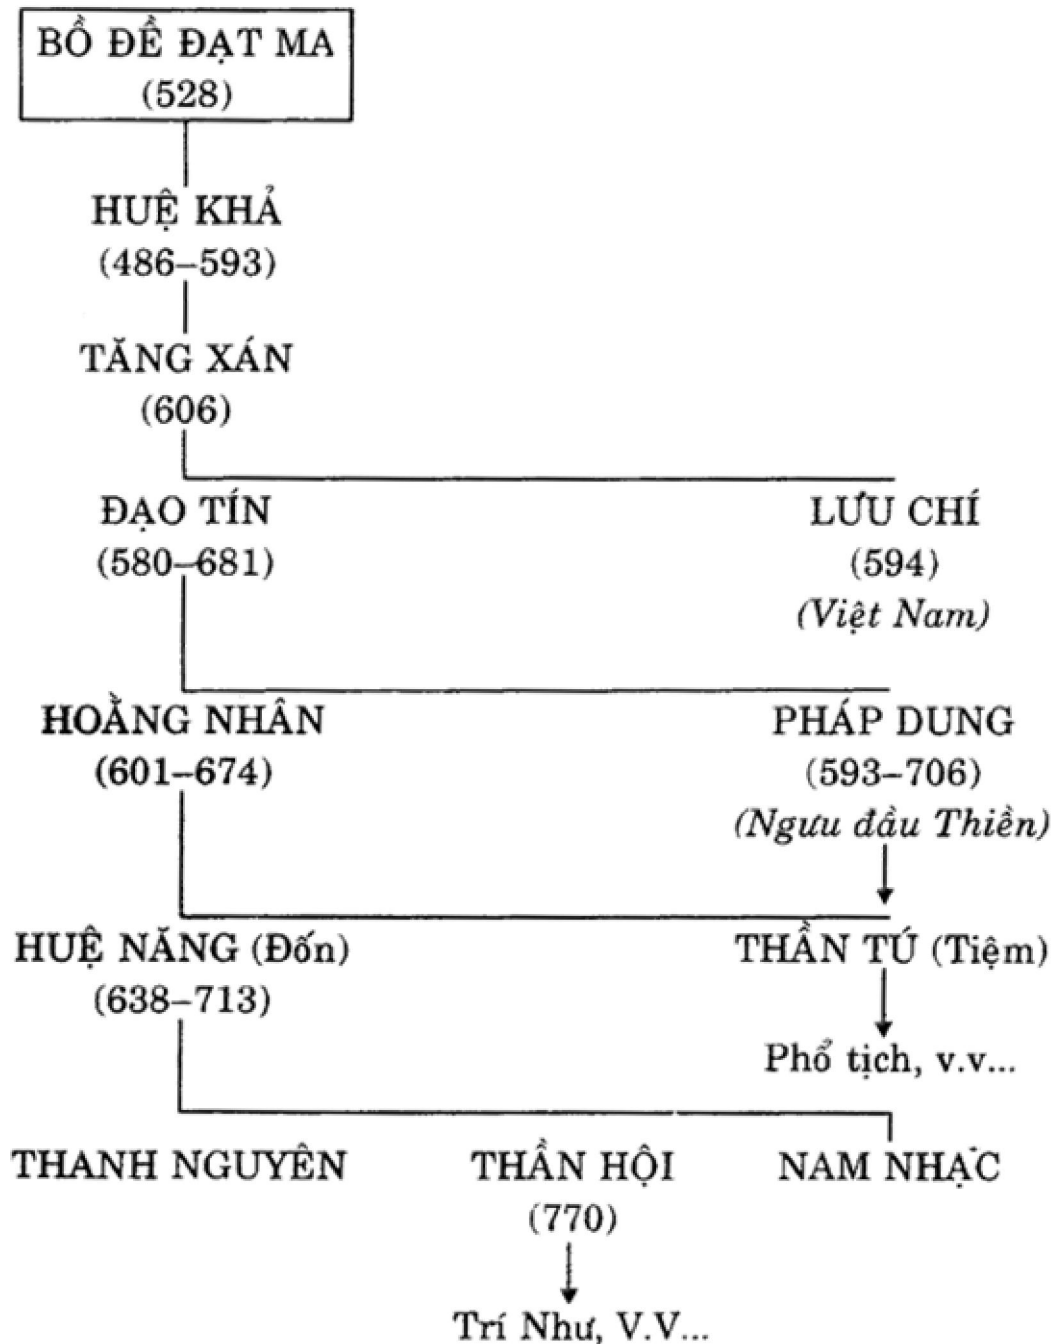 BỒ ĐỀ ĐẠT MA
(528)
HUỆ KHẢ
(486–593)
TĂNG XÁN
(606)
ĐẠO TÍN LƯU CHÍ
(580–681) (594)
(Việt Nam)
HOẰNG NHÂN PHÁP DUNG
(601–674) (593–706)
(Ngưu đầu Thiền)
HUỆ NĂNG (Đốn) THẦN TÚ (Tiệm)
(638–713)
Phổ tịch, v.v...
THANH NGUYÊN THẦN HỘI NAM NHẠC
(770)
Trí Như, V.V...